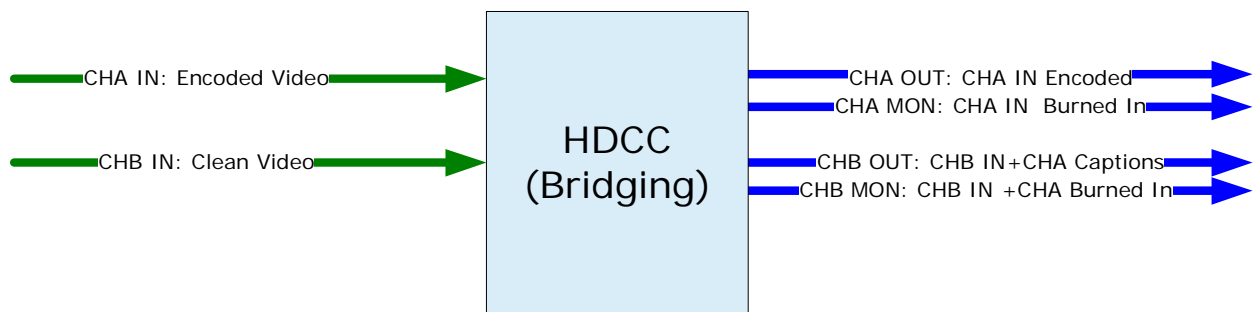 CHA IN: Encoded Video
CHB IN: Clean Video
HDCC
(Bridging)
CHA OUT: CHA IN Encoded
CHA MON: CHA IN  Burned In
CHB OUT: CHB IN+CHA Captions
CHB MON: CHB IN +CHA Burned In